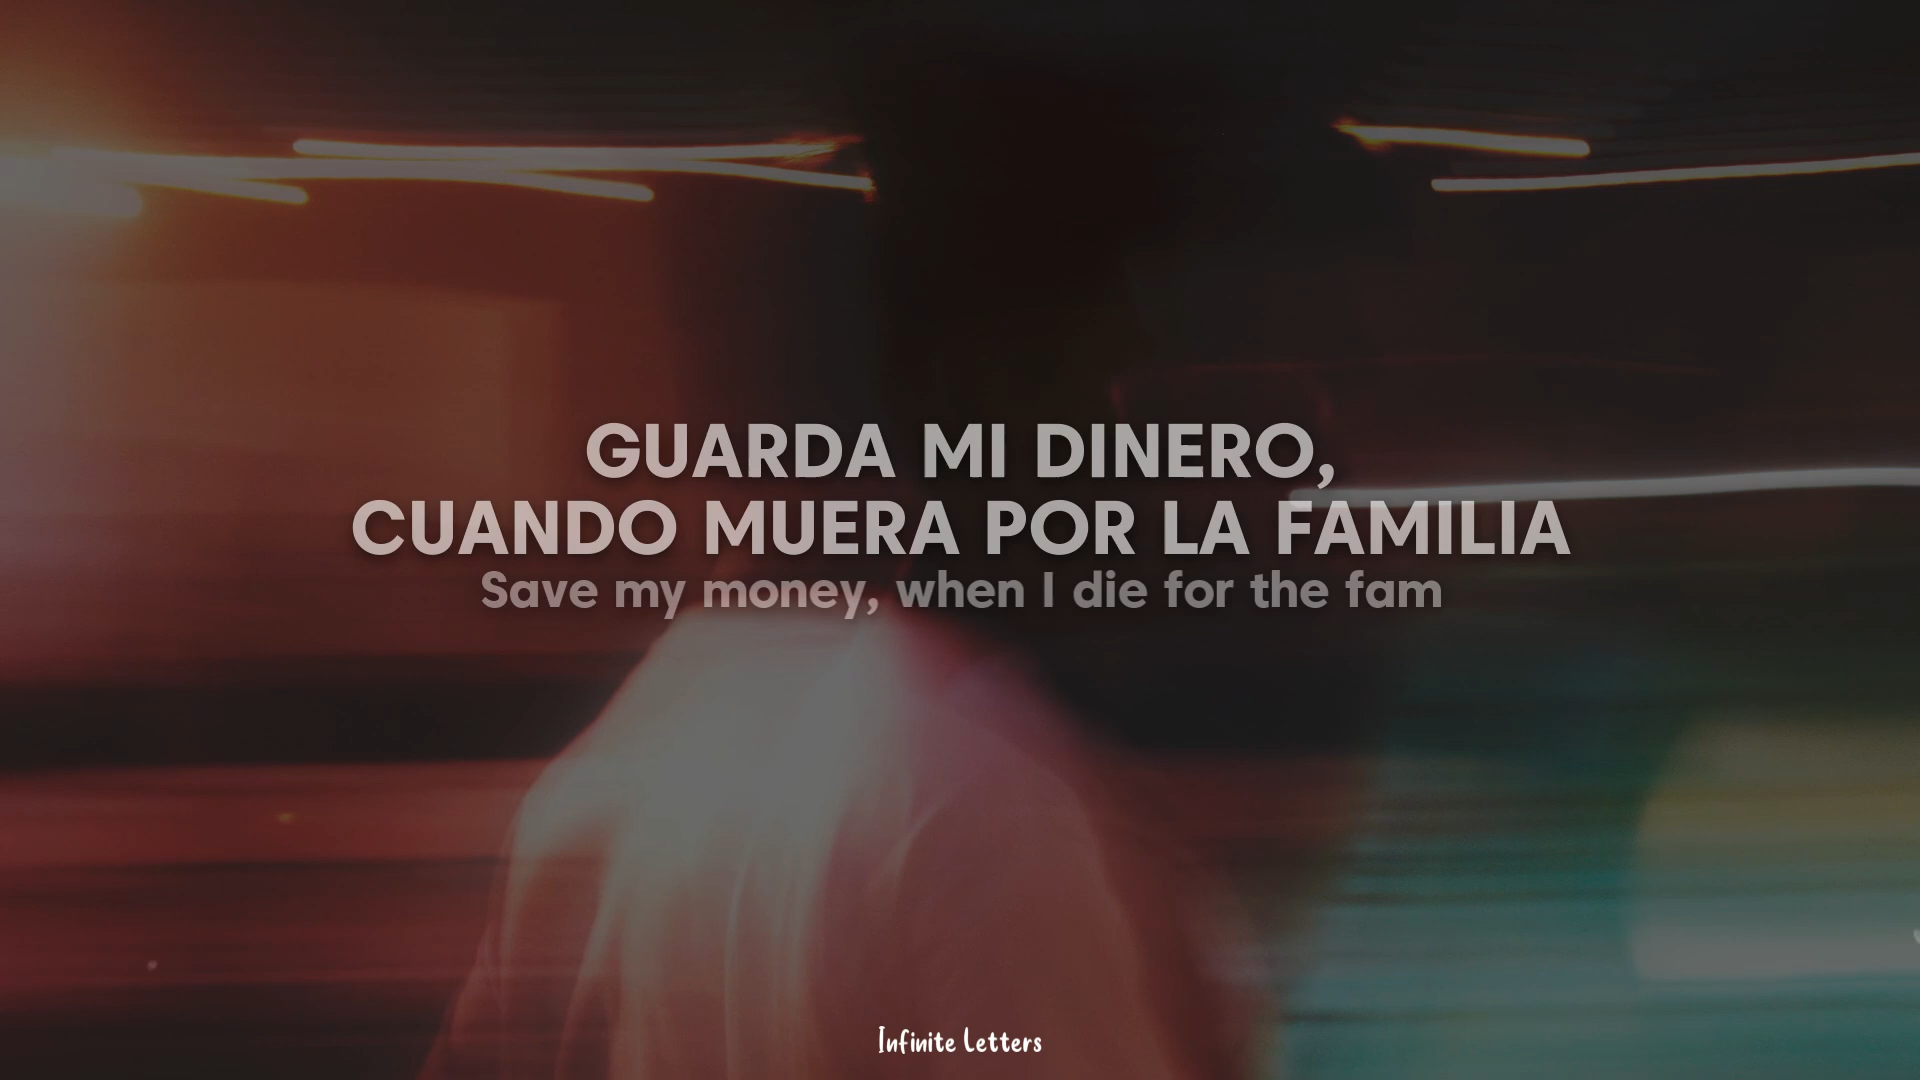 GUARDA MI DINERO,
CUANDO MUERA POR LA FAMILIA
Save my money, when I die for the fam
Infinite Letters